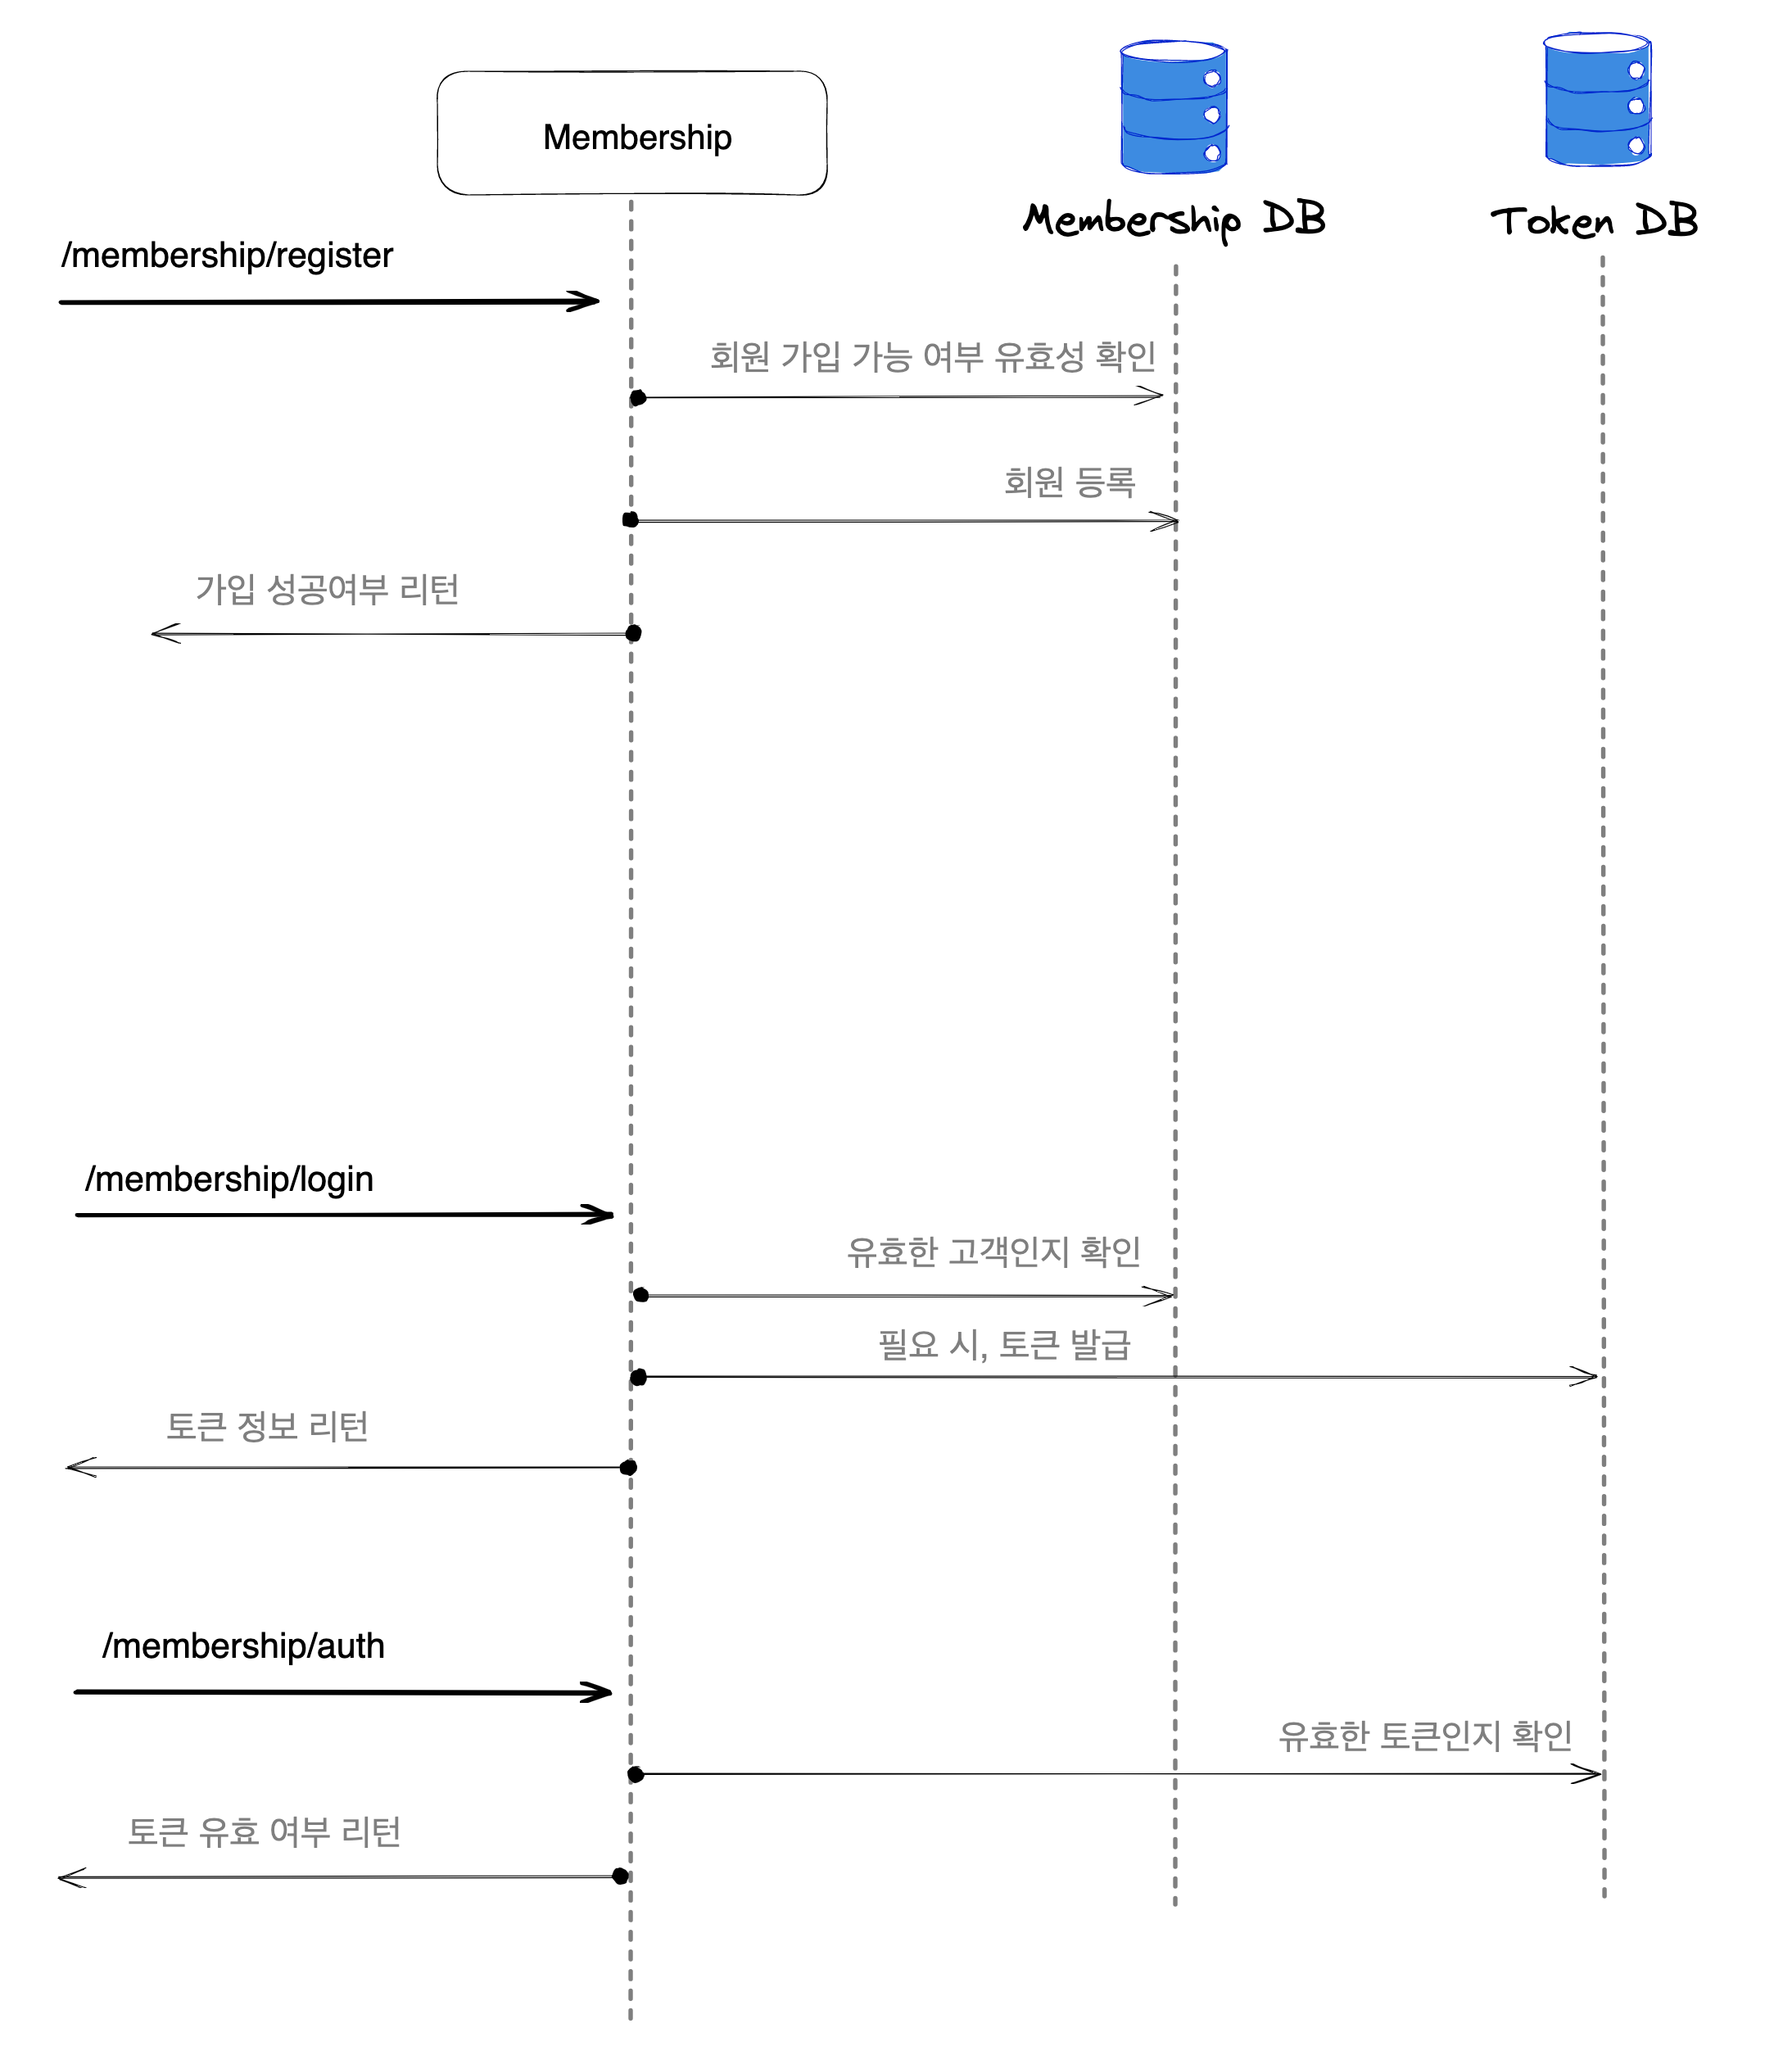 Membership
Membership DB
Token DB
/membership/register
회원 가입 가능 여부 유효성 확인
회원 등록
가입 성공여부 리턴
/membership/login
유효한 고객인지 확인
필요 시, 토큰 발급
토큰 정보 리턴
/membership/auth
유효한 토큰인지 확인
토큰 유효 여부 리턴